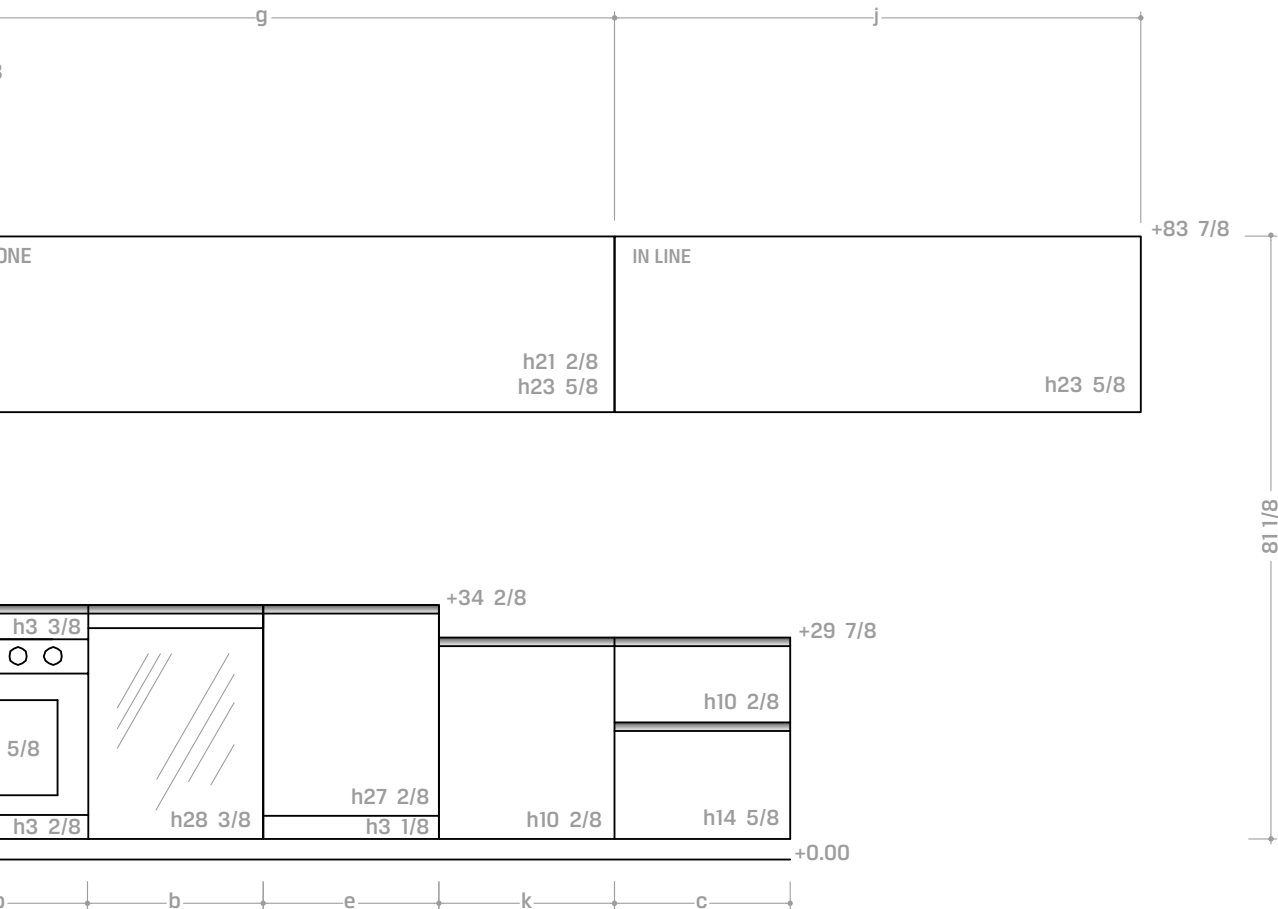 g
j
+83 7/8
IN LINE
h21 2/8
h23 5/8
h23 5/8
81 1/8
+34 2/8
+29 7/8
h3 3/8
h10 2/8
5/8
h27 2/8
h28 3/8
h10 2/8
h14 5/8
h3 2/8
h3 1/8
+0.00
b
e
k
c